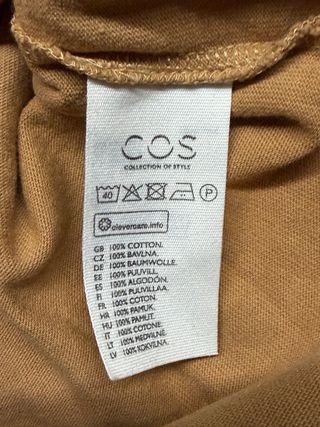 COS
COLLECTION OF STYLE
40 P
clevercare.info
GB 100% COTTON.
CZ 100% BAVLNA.
DE 100% BAUMWOLLE.
EE 100% PUUVILL.
ES 100% ALGODÓN.
FI 100% PUUVILLAA.
FR 100% COTON.
HR 100% PAMUK.
HU 100% PAMUT.
IT 100% COTONE.
LT 100% MEDVILNE.
LV 100% KOKVILNA.